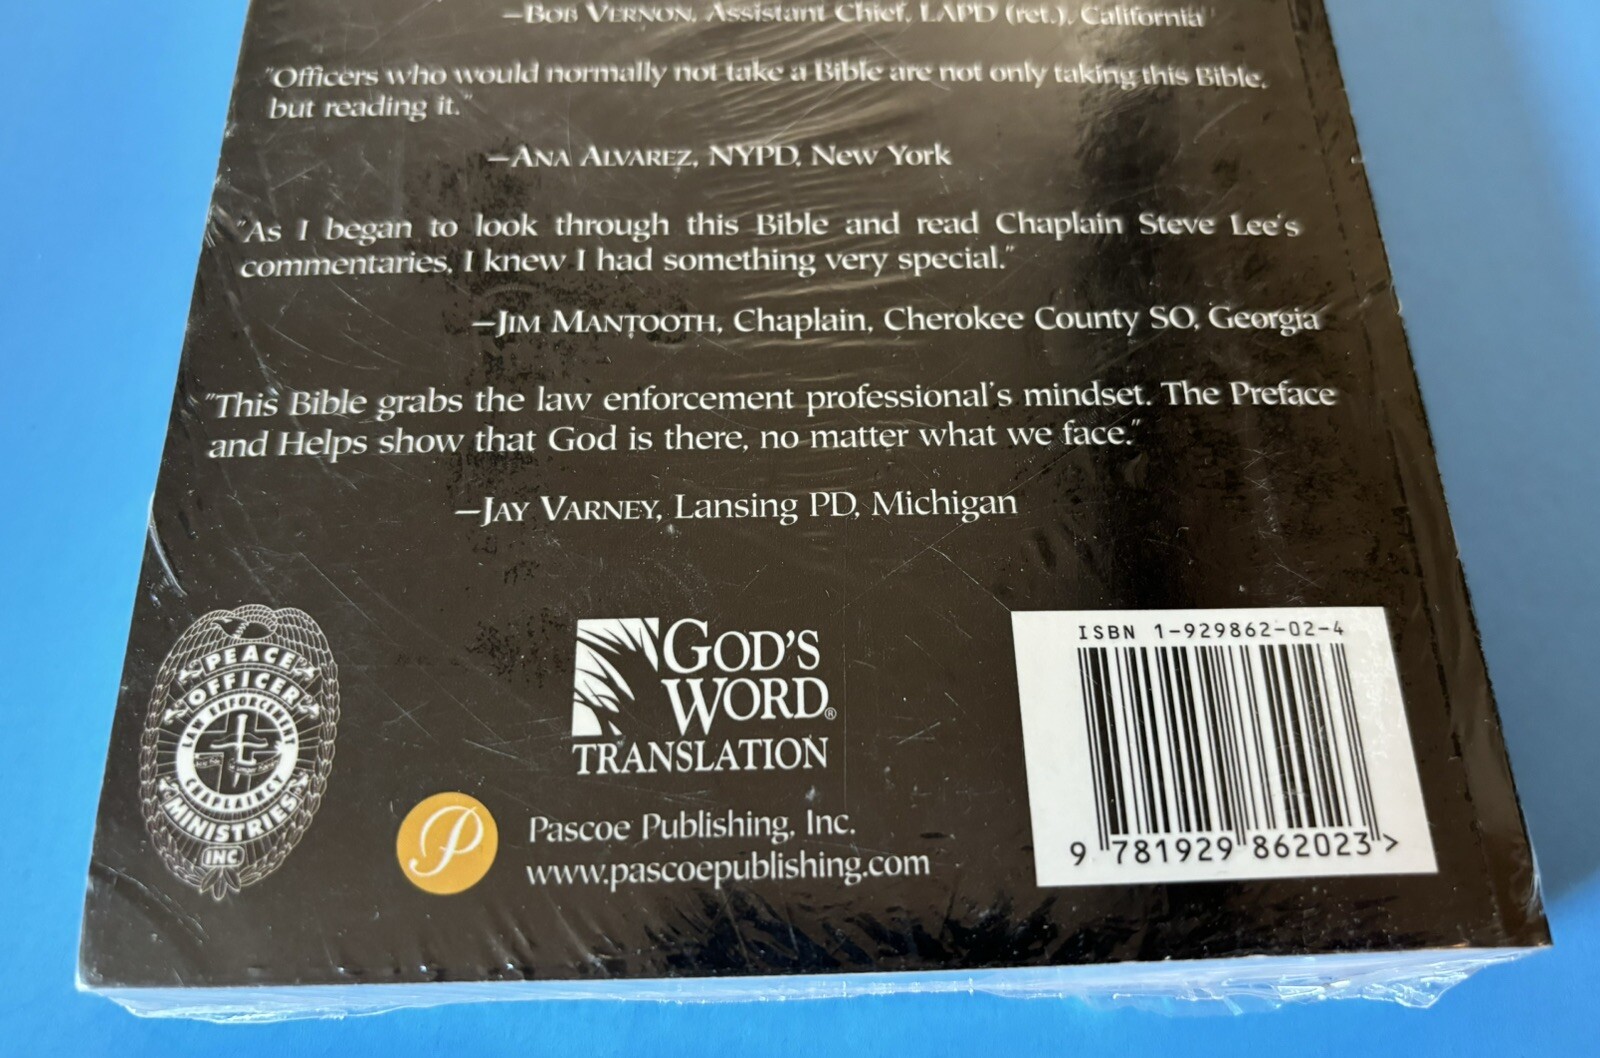 —BOB VERNON, Assistant Chief, LAPD (ret.), California
"Officers who would normally not take a Bible are not only taking this Bible,
but reading it."
—ANA ALVAREZ, NYPD, New York
"As I began to look through this Bible and read Chaplain Steve Lee's
commentaries, I knew I had something very special."
—JIM MANTOOTH, Chaplain, Cherokee County SO, Georgia
"This Bible grabs the law enforcement professional's mindset. The Preface
and Helps show that God is there, no matter what we face."
—JAY VARNEY, Lansing PD, Michigan
PEACE
OFFICER
LAW ENFORCEMENT
CHAPLAINCY
MINISTRIES
INC
GOD'S
WORD®
TRANSLATION
P
Pascoe Publishing, Inc.
www.pascoepublishing.com
ISBN 1-929862-02-4
9 781929 862023 >